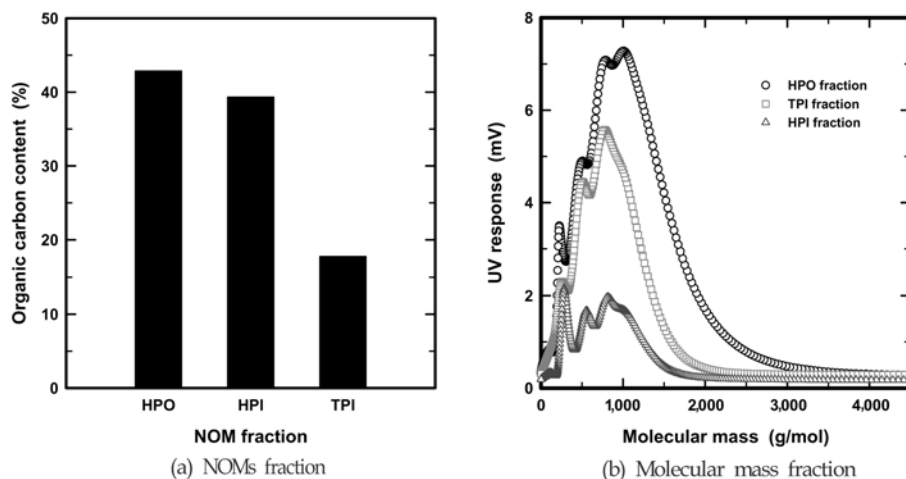 50
40
30
20
10
0
Organic carbon content (%)
HPO HPI TPI
NOM fraction
(a) NOMs fraction
8
6
4
2
0
UV response (mV)
HPO fraction
TPI fraction
HPI fraction
0 1,000 2,000 3,000 4,000
Molecular mass (g/mol)
(b) Molecular mass fraction